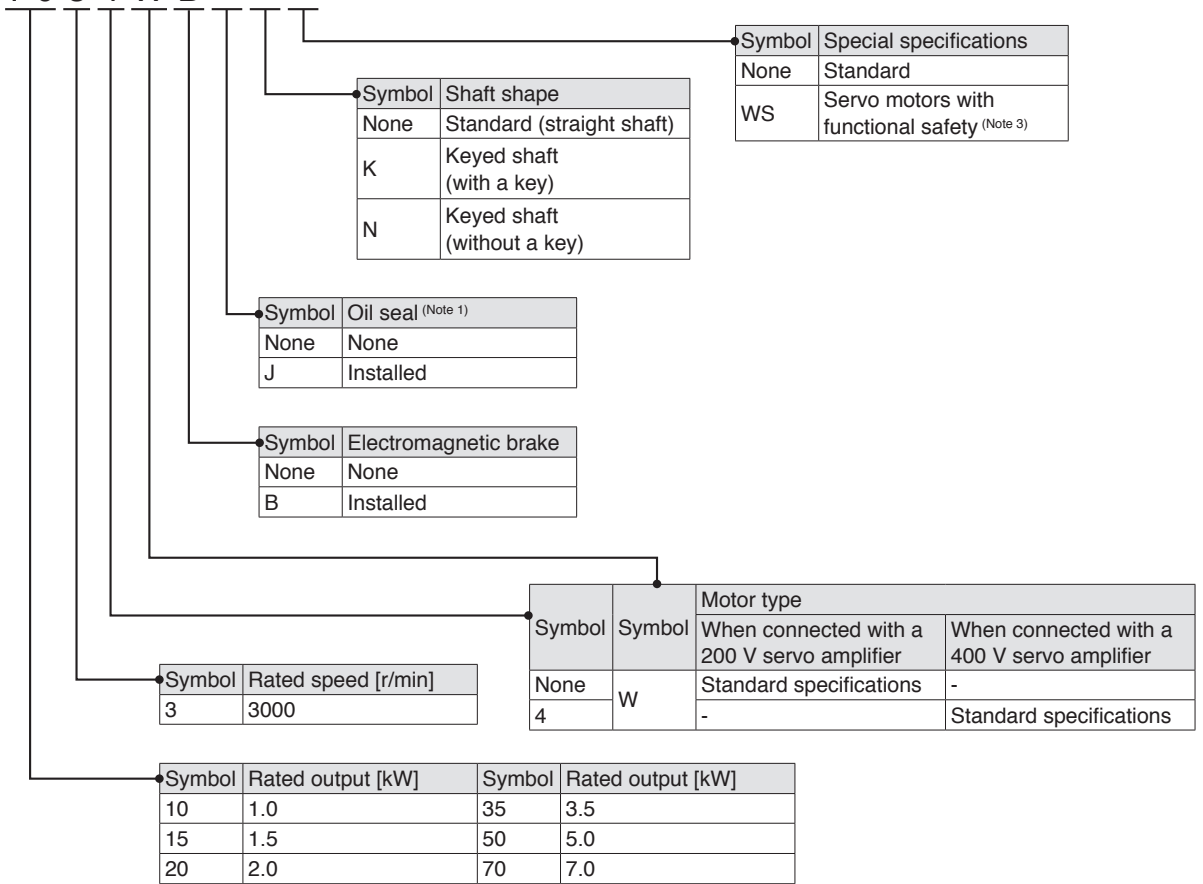 Symbol Special specifications
None Standard
WS Servo motors with
functional safety (Note 3)
Symbol Shaft shape
None Standard (straight shaft)
K Keyed shaft
(with a key)
N Keyed shaft
(without a key)
Symbol Oil seal (Note 1)
None None
J Installed
Symbol Electromagnetic brake
None None
B Installed
Symbol Symbol Motor type
When connected with a
200 V servo amplifier
When connected with a
400 V servo amplifier
None W Standard specifications -
4 - Standard specifications
Symbol Rated speed [r/min]
3 3000
Symbol Rated output [kW] Symbol Rated output [kW]
10 1.0 35 3.5
15 1.5 50 5.0
20 2.0 70 7.0